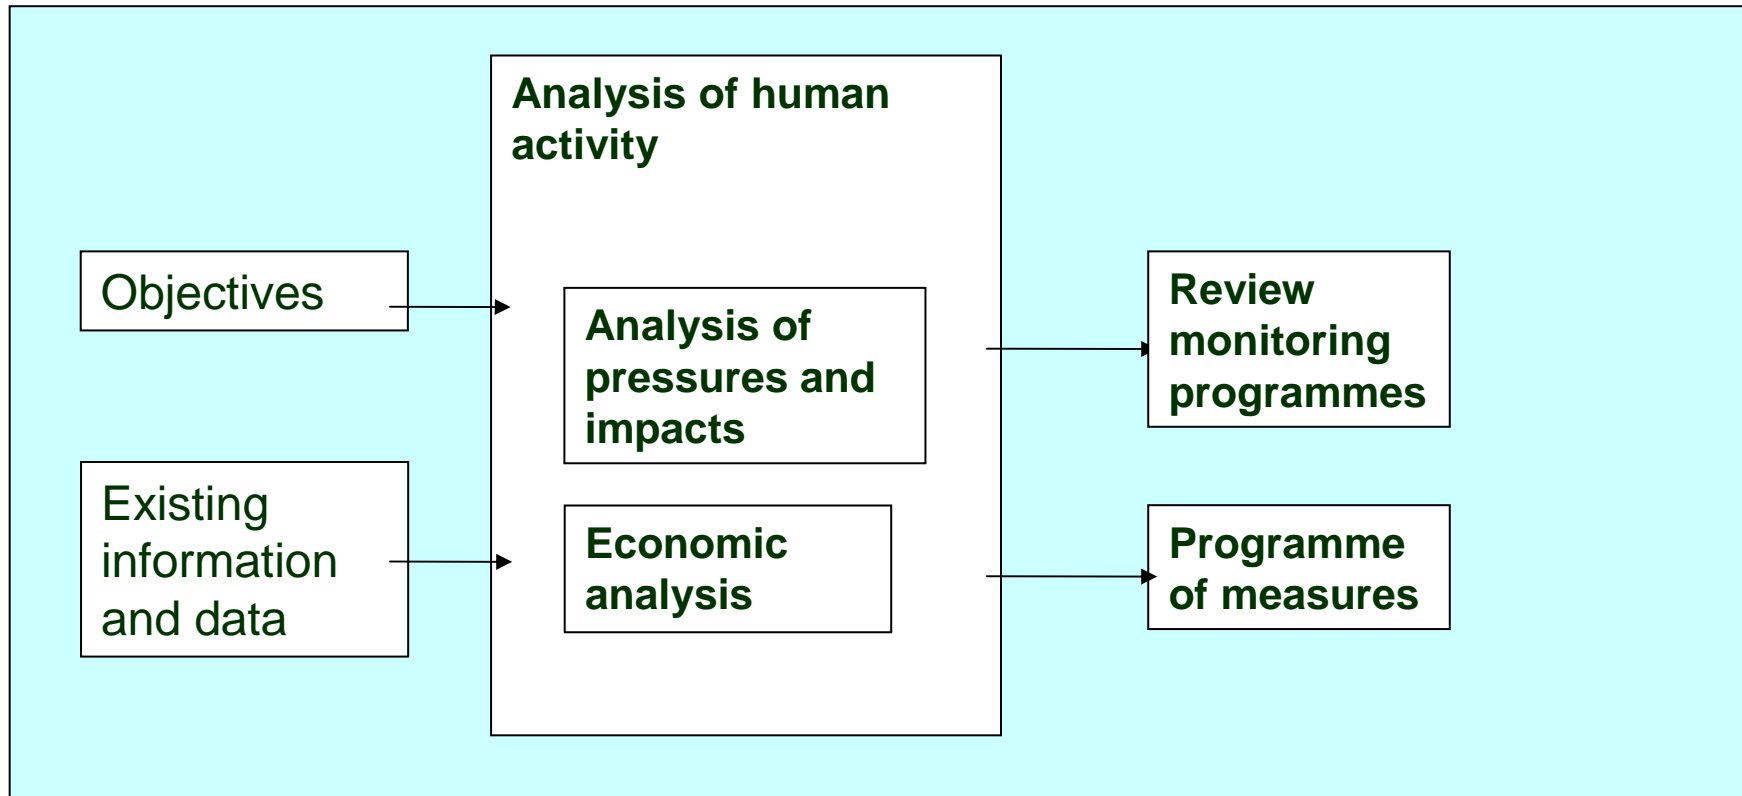 Analysis of human
activity
Objectives
Existing
information
and data
Analysis of
pressures and
impacts
Economic
analysis
Review
monitoring
programmes
Programme
of measures